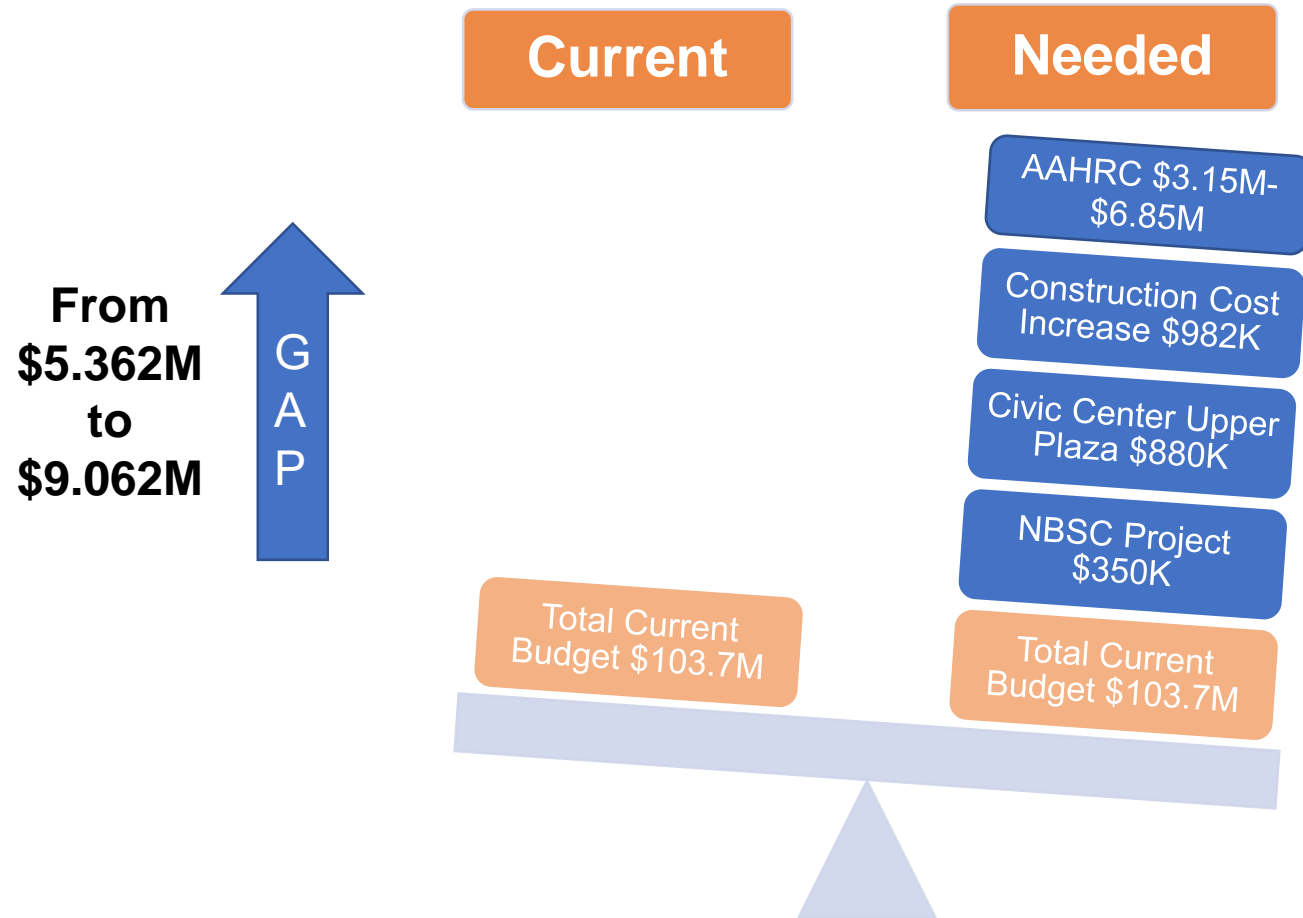 Current
Needed
From
$5.362M
to
$9.062M
G
A
P
AAHRC $3.15M-
$6.85M
Construction Cost
Increase $982K
Civic Center Upper
Plaza $880K
NBSC Project
$350K
Total Current
Budget $103.7M
Total Current
Budget $103.7M